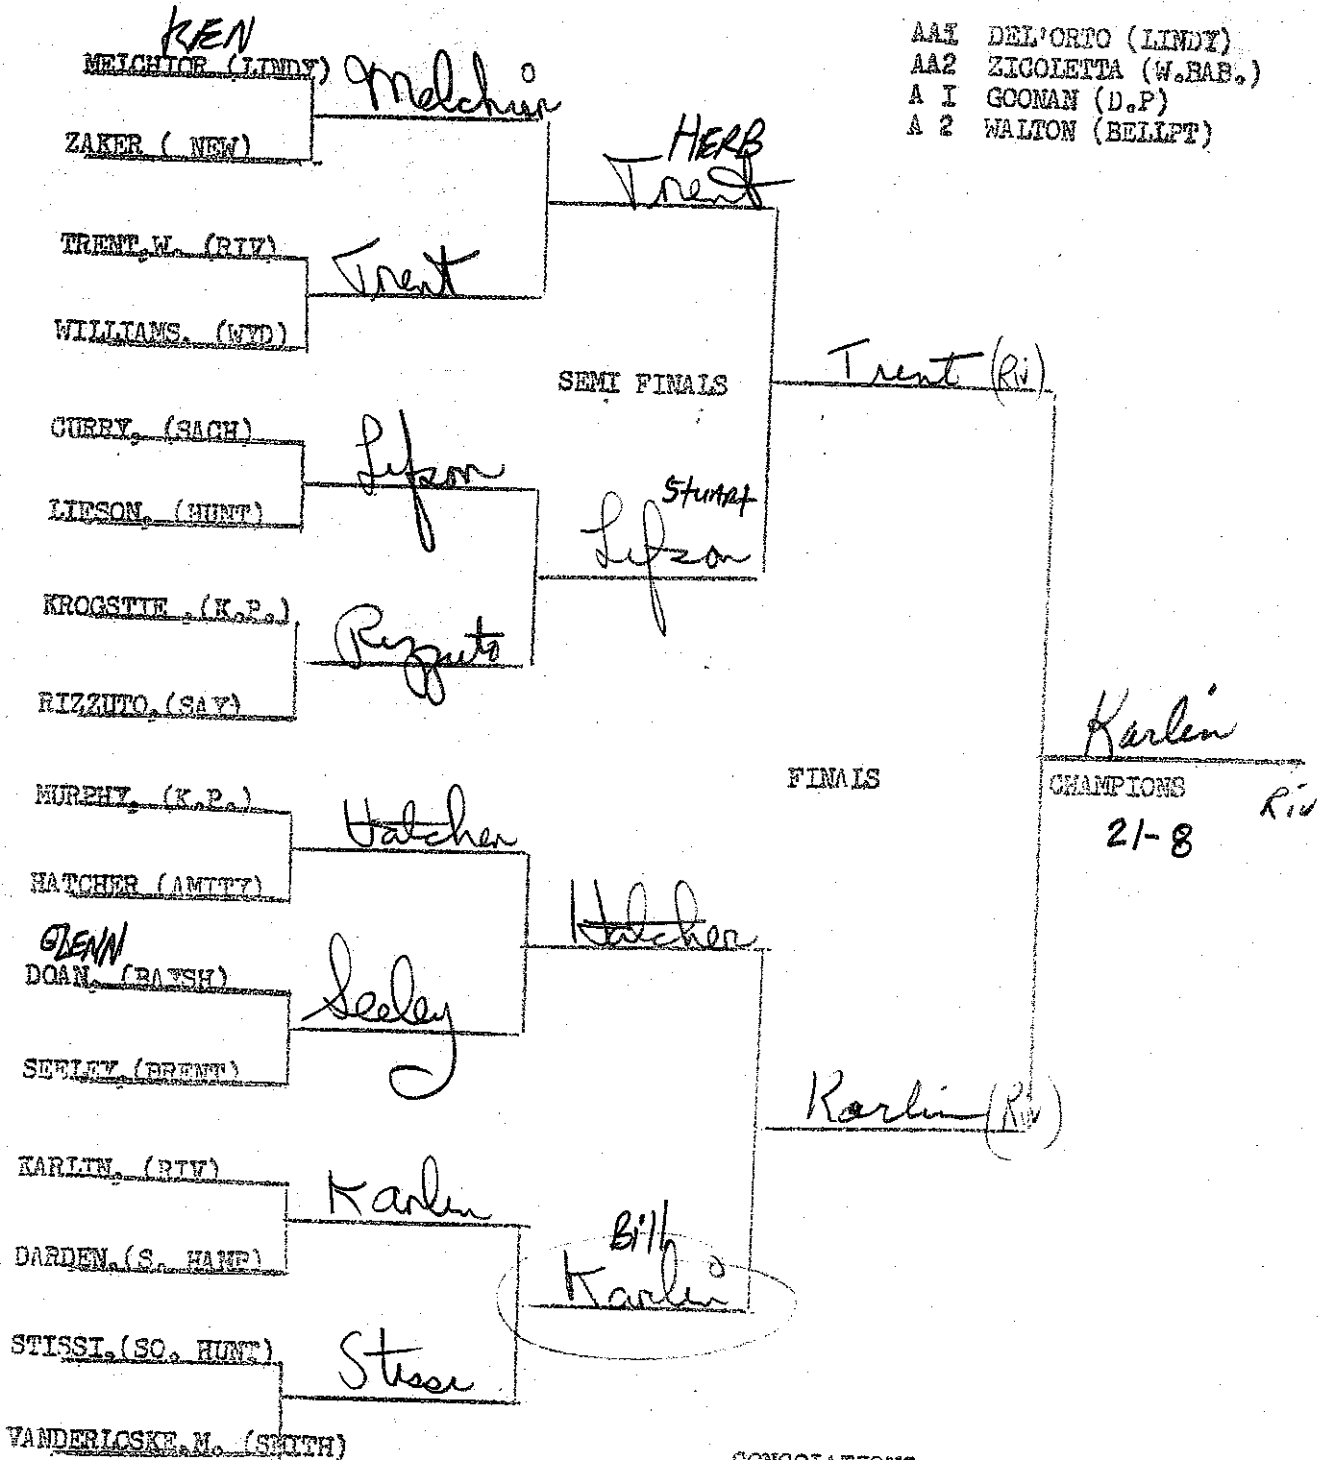 KEN
MELCHIOR (LINDY)
Melchior
ZAKER ( NEW)
AAI DEL'ORTO (LINDY)
AA2 ZIGOLETTA (W.BAB.)
A I GOONAN (D.P)
A 2 WALTON (BELLPT)
HERB
Trent
TRENT,W. (RIV)
Trent
WILLIAMS. (WYD)
SEMI FINALS
Trent (Riv)
CURRY. (SACH)
Lifson
LIFSON. (HUNT)
STUART
Lifson
KROGSTIE .(K.P.)
Rizzuto
RIZZUTO.(SAY)
Karlin
FINALS
CHAMPIONS
Riv
21-8
MURPHY. (K.P.)
Hatcher
HATCHER (AMITY)
Hatcher
GLENN
DOAN. (BAYSH)
Seeley
SEELEY.(BRENT)
Karlin (Riv)
KARLIN. (RIV)
Karlin
DARDEN.(S. HAMP)
Bill
Karlin
STISSI.(SO. HUNT)
Stissi
VANDERLOSKE.M. (SMITH)